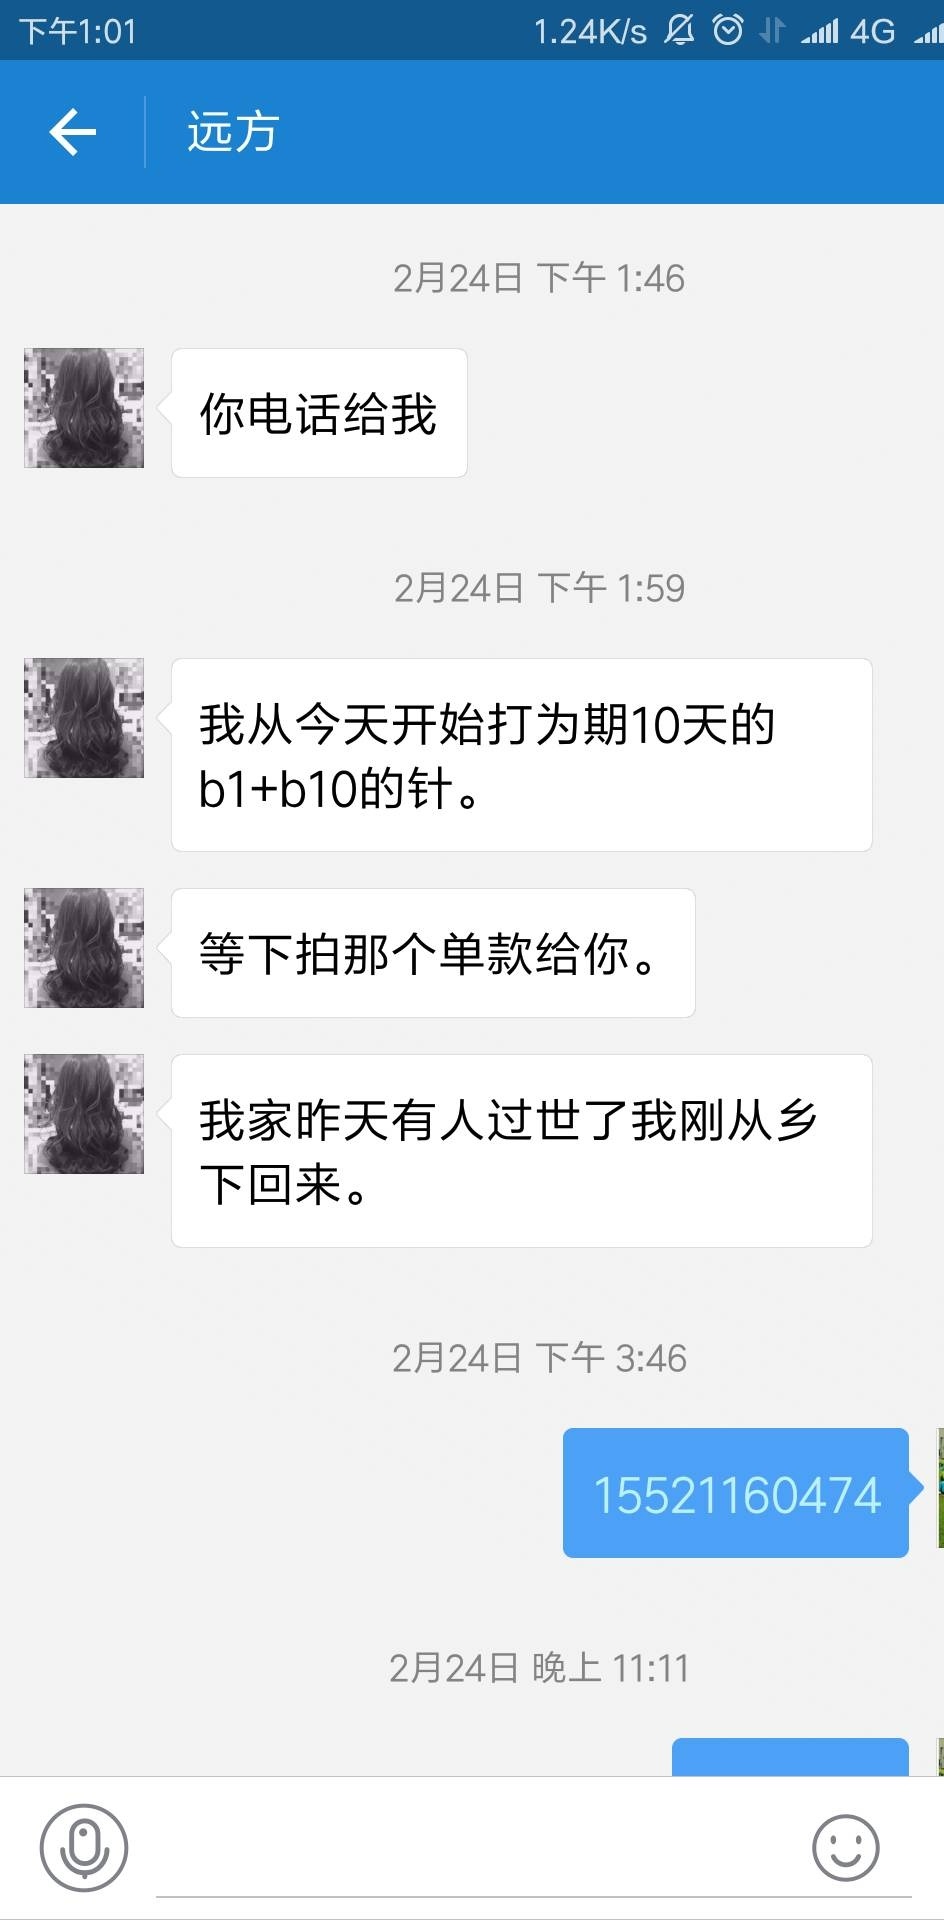 下午1:01 1.24K/s 4G
远方
2月24日 下午 1:46
你电话给我
2月24日 下午 1:59
我从今天开始打为期10天的
b1+b10的针。
等下拍那个单款给你。
我家昨天有人过世了我刚从乡
下回来。
2月24日 下午 3:46
15521160474
2月24日 晚上 11:11